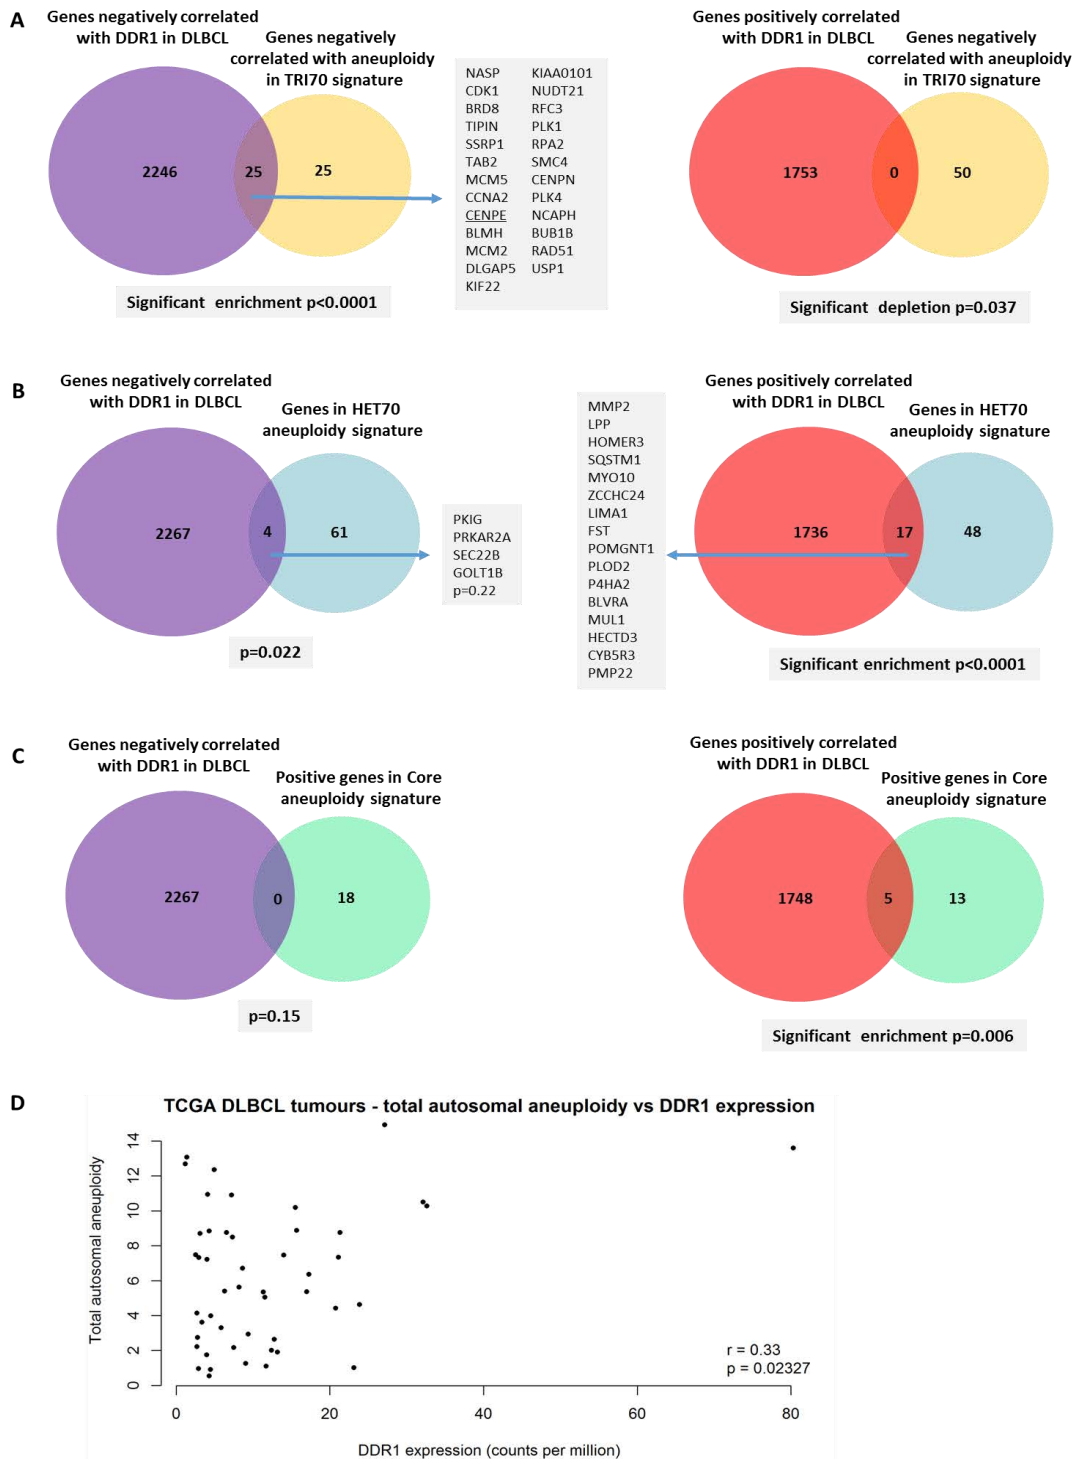 A
Genes negatively correlated
with DDR1 in DLBCL
Genes negatively
correlated with aneuploidy
in TRI70 signature
2246
25
25
NASP KIAA0101
CDK1 NUDT21
BRD8 RFC3
TIPIN PLK1
SSRP1 RPA2
TAB2 SMC4
MCM5 CENPN
CCNA2 PLK4
CENPE NCAPH
BLMH BUB1B
MCM2 RAD51
DLGAP5 USP1
KIF22
Significant enrichment p<0.0001
Genes positively correlated
with DDR1 in DLBCL
Genes negatively
correlated with aneuploidy
in TRI70 signature
1753
0
50
Significant depletion p=0.037
B
Genes negatively correlated
with DDR1 in DLBCL
Genes in HET70
aneuploidy signature
2267
4
61
PKIG
PRKAR2A
SEC22B
GOLT1B
p=0.22
p=0.022
MMP2
LPP
HOMER3
SQSTM1
MYO10
ZCCHC24
LIMA1
FST
POMGNT1
PLOD2
P4HA2
BLVRA
MUL1
HECTD3
CYB5R3
PMP22
Genes positively correlated
with DDR1 in DLBCL
Genes in HET70
aneuploidy signature
1736
17
48
Significant enrichment p<0.0001
C
Genes negatively correlated
with DDR1 in DLBCL
Positive genes in Core
aneuploidy signature
2267
0
18
p=0.15
Genes positively correlated
with DDR1 in DLBCL
Positive genes in Core
aneuploidy signature
1748
5
13
Significant enrichment p=0.006
D
TCGA DLBCL tumours - total autosomal aneuploidy vs DDR1 expression
Total autosomal aneuploidy
14
12
10
8
6
4
2
0
r = 0.33
p = 0.02327
0 20 40 60 80
DDR1 expression (counts per million)